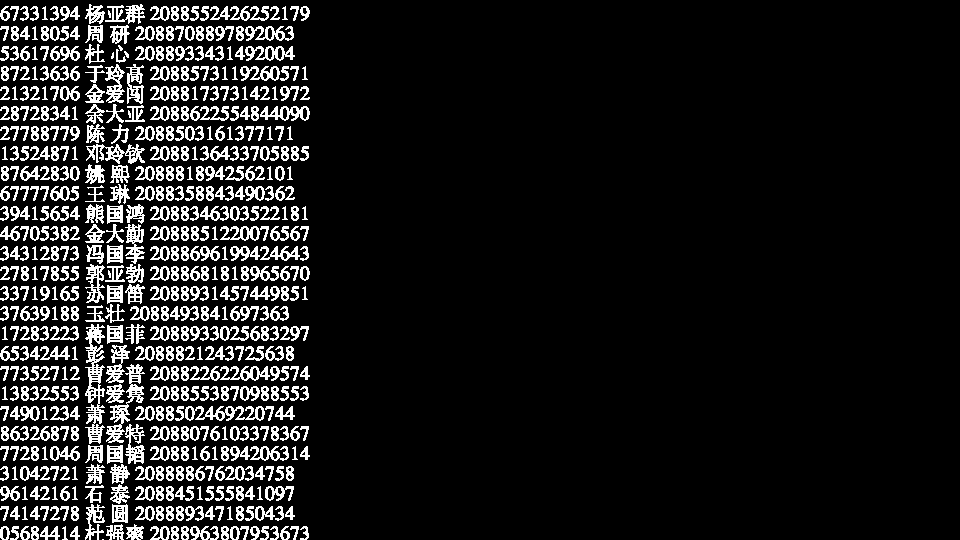 67331394 杨亚群 2088552426252179
78418054 周 研 2088708897892063
53617696 杜 心 2088933431492004
87213636 于玲高 2088573119260571
21321706 金爱闯 2088173731421972
28728341 余大亚 2088622554844090
27788779 陈 力 2088503161377171
13524871 邓玲钦 2088136433705885
87642830 姚 熙 2088818942562101
67777605 王 琳 2088358843490362
39415654 熊国鸿 2088346303522181
46705382 金大勤 2088851220076567
34312873 冯国李 2088696199424643
27817855 郭亚勃 2088681818965670
33719165 苏国笛 2088931457449851
37639188 玉壮 2088493841697363
17283223 蒋国菲 2088933025683297
65342441 彭 泽 2088821243725638
77352712 曹爱普 2088226226049574
13832553 钟爱隽 2088553870988553
74901234 萧 琛 2088502469220744
86326878 曹爱特 2088076103378367
77281046 周国韬 2088161894206314
31042721 萧 静 2088886762034758
96142161 石 泰 2088451555841097
74147278 范 圆 2088893471850434
05684414 杜强爽 2088963807953673